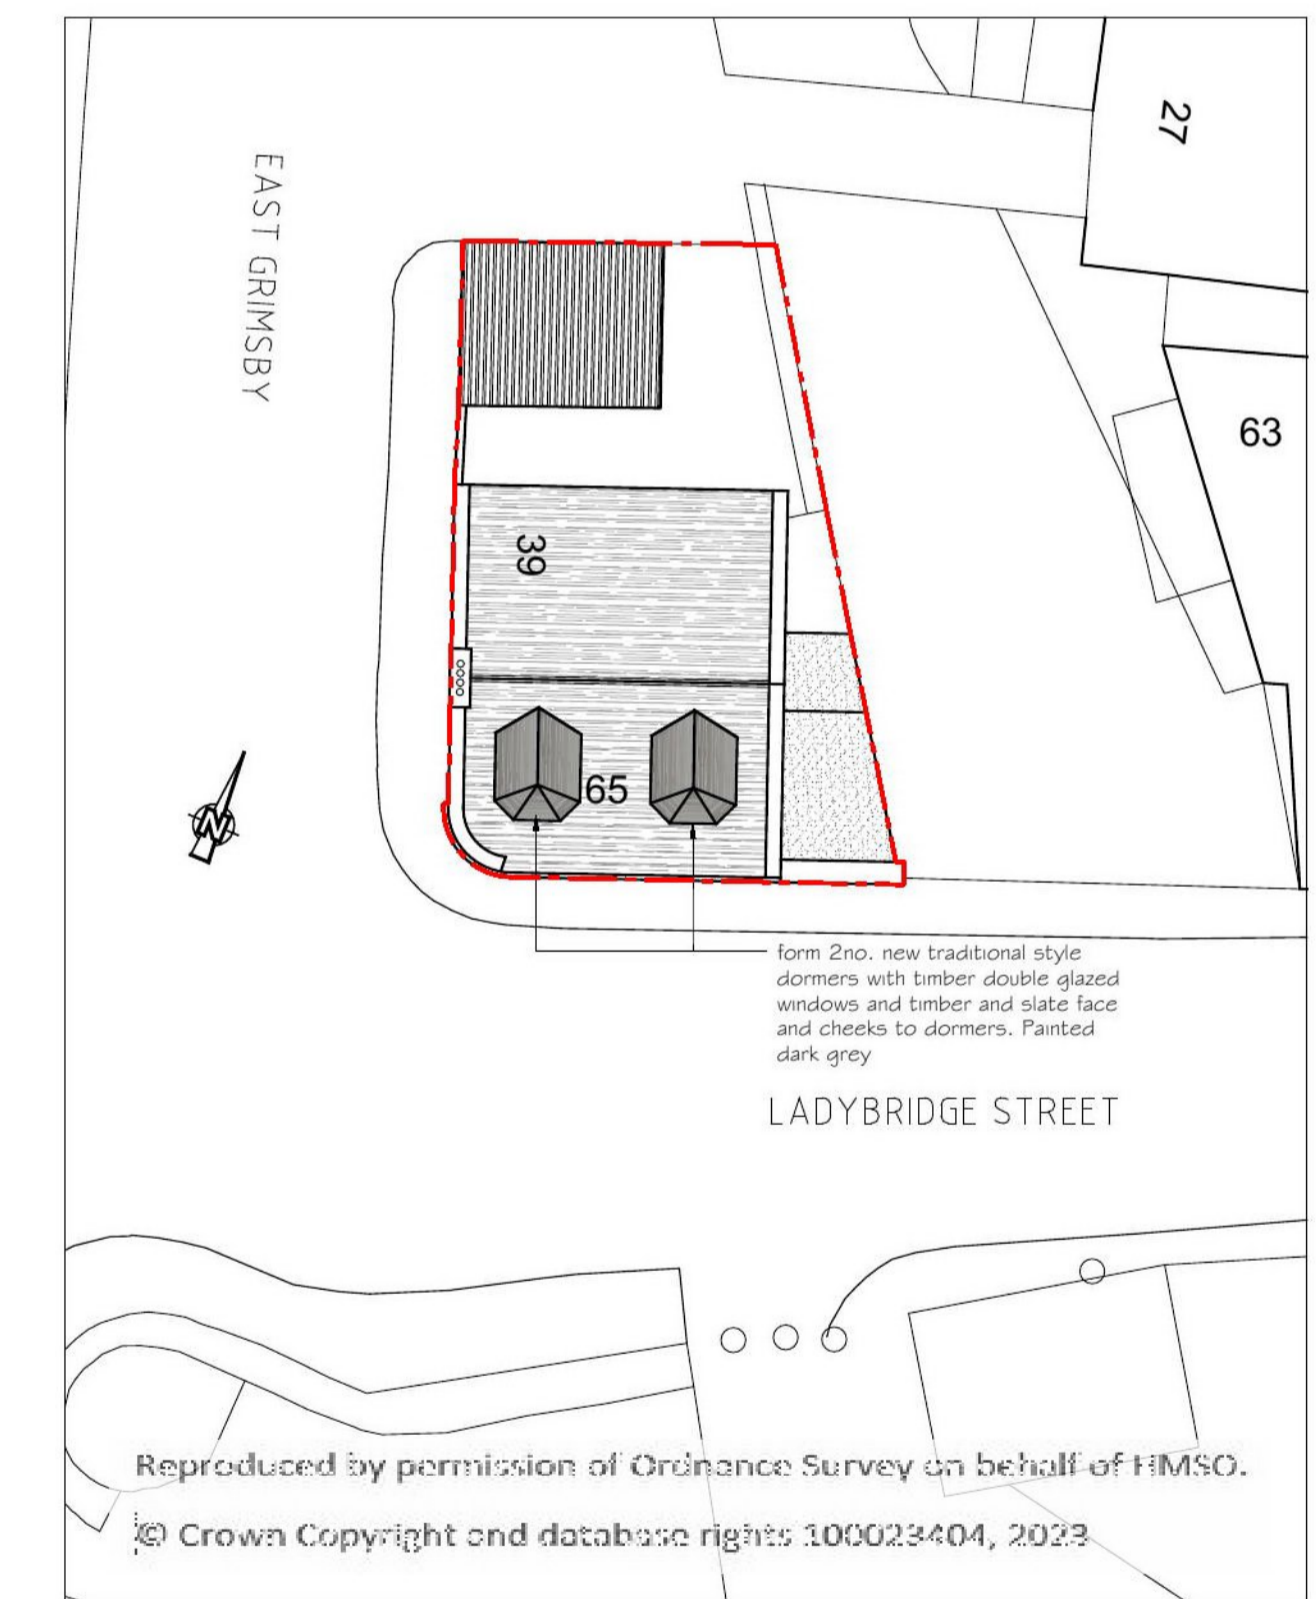 27
EAST GRIMSBY
63
39
65
N
form 2no. new traditional style
dormers with timber double glazed
windows and timber and slate face
and cheeks to dormers. Painted
dark grey
LADYBRIDGE STREET
Reproduced by permission of Ordnance Survey on behalf of HMSO.
© Crown Copyright and database rights 100023404, 2023